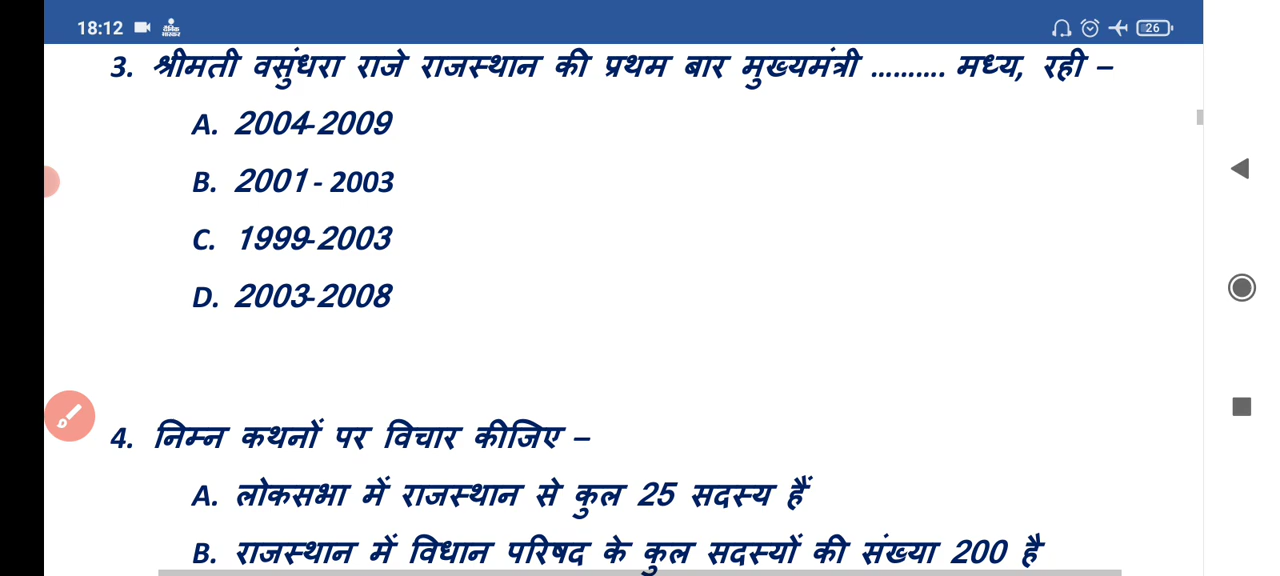 18:12
26
3. श्रीमती वसुंधरा राजे राजस्थान की प्रथम बार मुख्यमंत्री .......... मध्य, रही –
A. 2004-2009
B. 2001 - 2003
C. 1999-2003
D. 2003-2008
4. निम्न कथनों पर विचार कीजिए –
A. लोकसभा में राजस्थान से कुल 25 सदस्य हैं
B. राजस्थान में विधान परिषद के कुल सदस्यों की संख्या 200 है